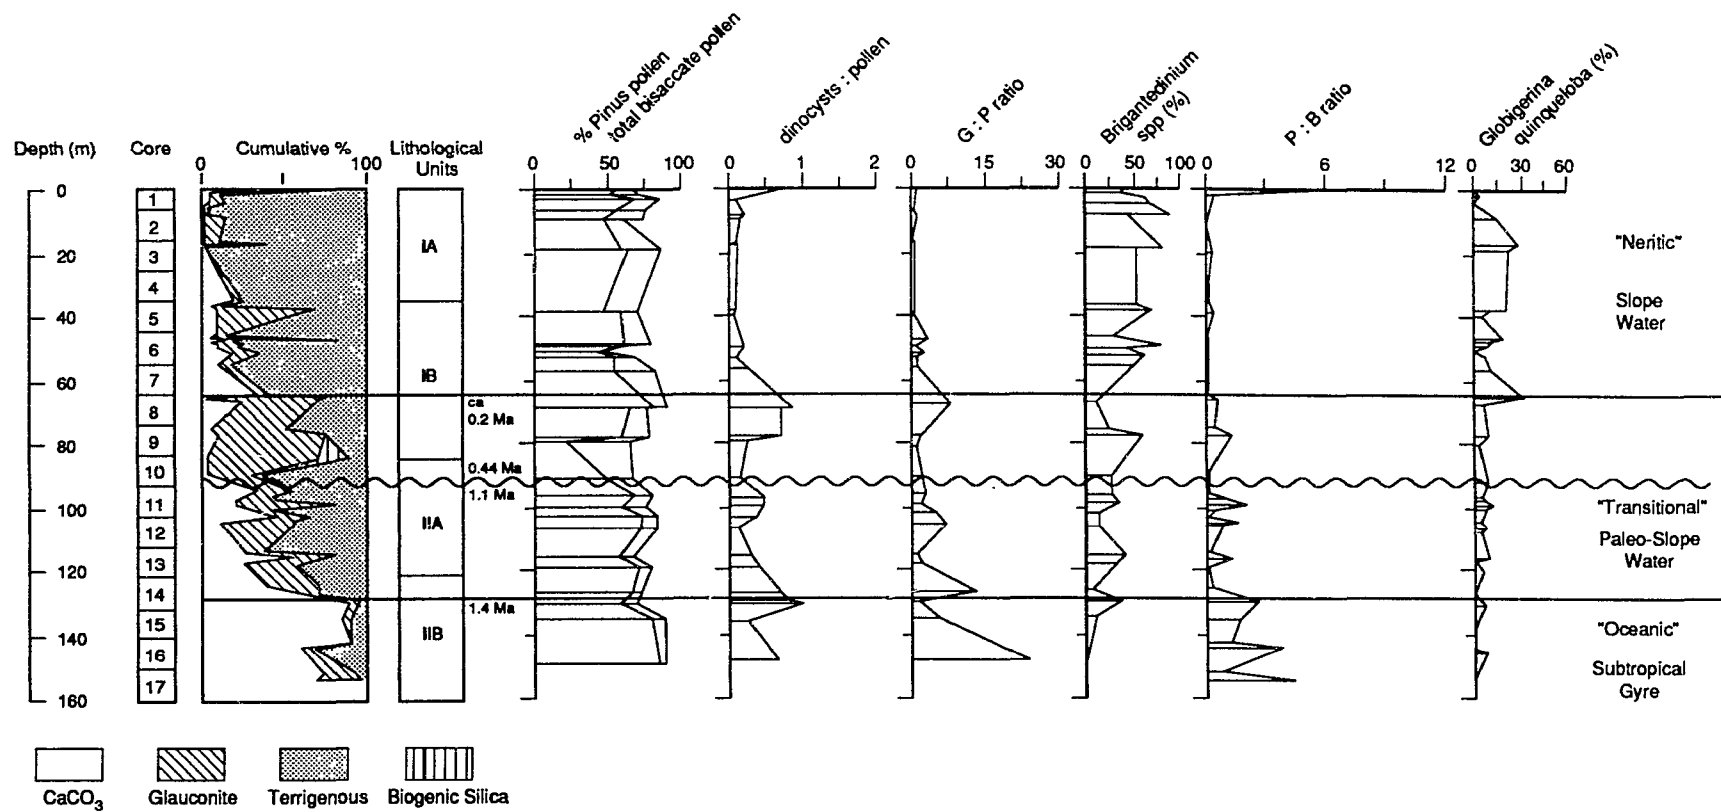 % Pinus pollen
total bisaccate pollen
dinocysts : pollen
G : P ratio
Brigantedinium
spp (%)
P : B ratio
Globigerina
quinqueloba (%)
Depth (m)
Core
Cumulative %
Lithological
Units
0 100
0 50 100
0 1 2
0 15 30
0 50 100
0 6 12
0 30 60
0
20
40
60
80
100
120
140
160
1
2
3
4
5
6
7
8
9
10
11
12
13
14
15
16
17
IA
IB
IIA
IIB
ca
0.2 Ma
0.44 Ma
1.1 Ma
1.4 Ma
"Neritic"
Slope
Water
"Transitional"
Paleo-Slope
Water
"Oceanic"
Subtropical
Gyre
CaCO₃
Glauconite
Terrigenous
Biogenic Silica